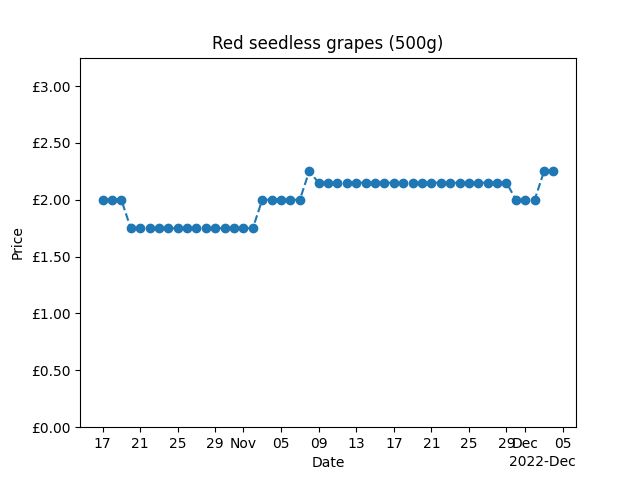 Red seedless grapes (500g)
£3.00
£2.50
£2.00
£1.50
£1.00
£0.50
£0.00
Price
17 21 25 29 Nov 05 09 13 17 21 25 29 Dec 05
Date
2022-Dec